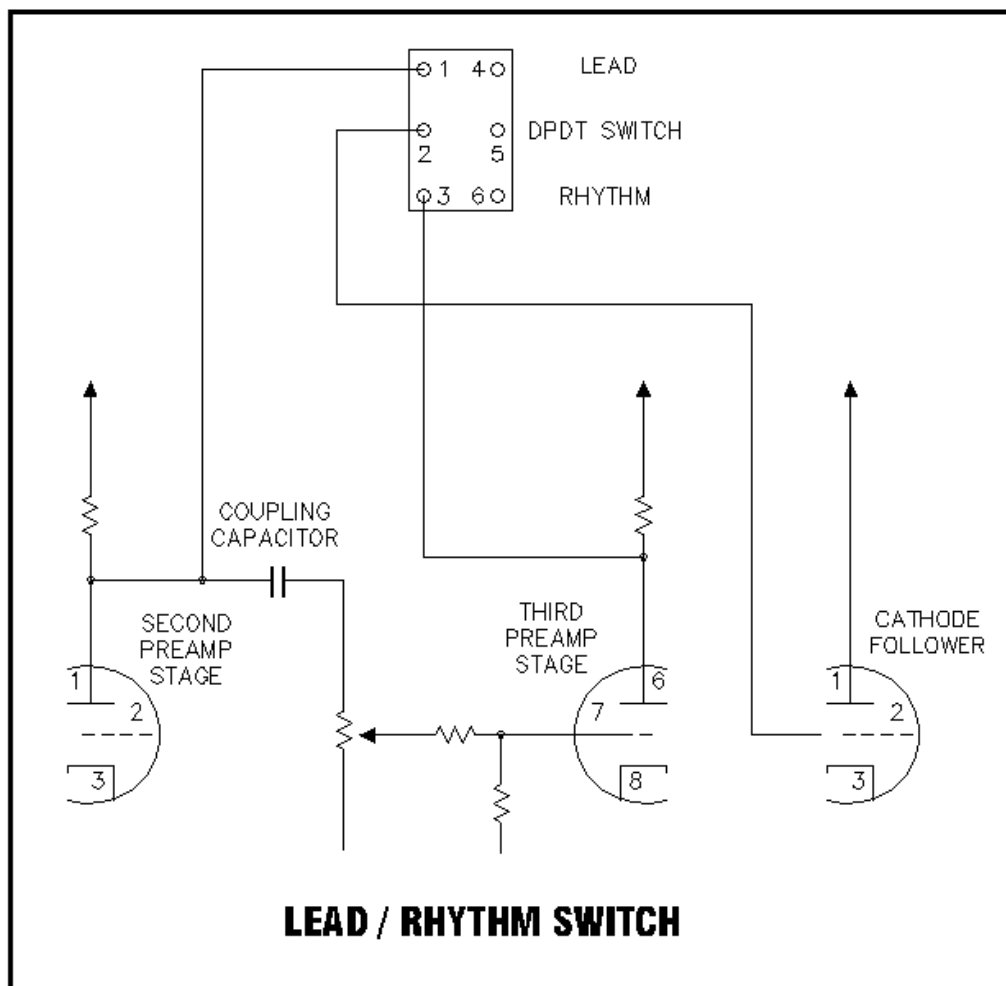 1 4 LEAD
DPDT SWITCH
2 5
3 6 RHYTHM
COUPLING
CAPACITOR
SECOND
PREAMP
STAGE
THIRD
PREAMP
STAGE
CATHODE
FOLLOWER
1
2
3
6
7
8
1
2
3
LEAD / RHYTHM SWITCH